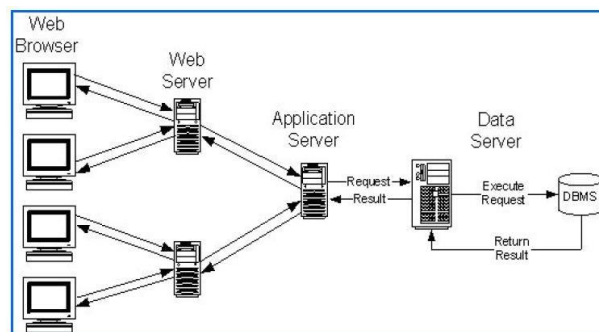 Web
Browser
Web
Server
Application
Server
Data
Server
Request
Result
Execute
Request
DBMS
Return
Result